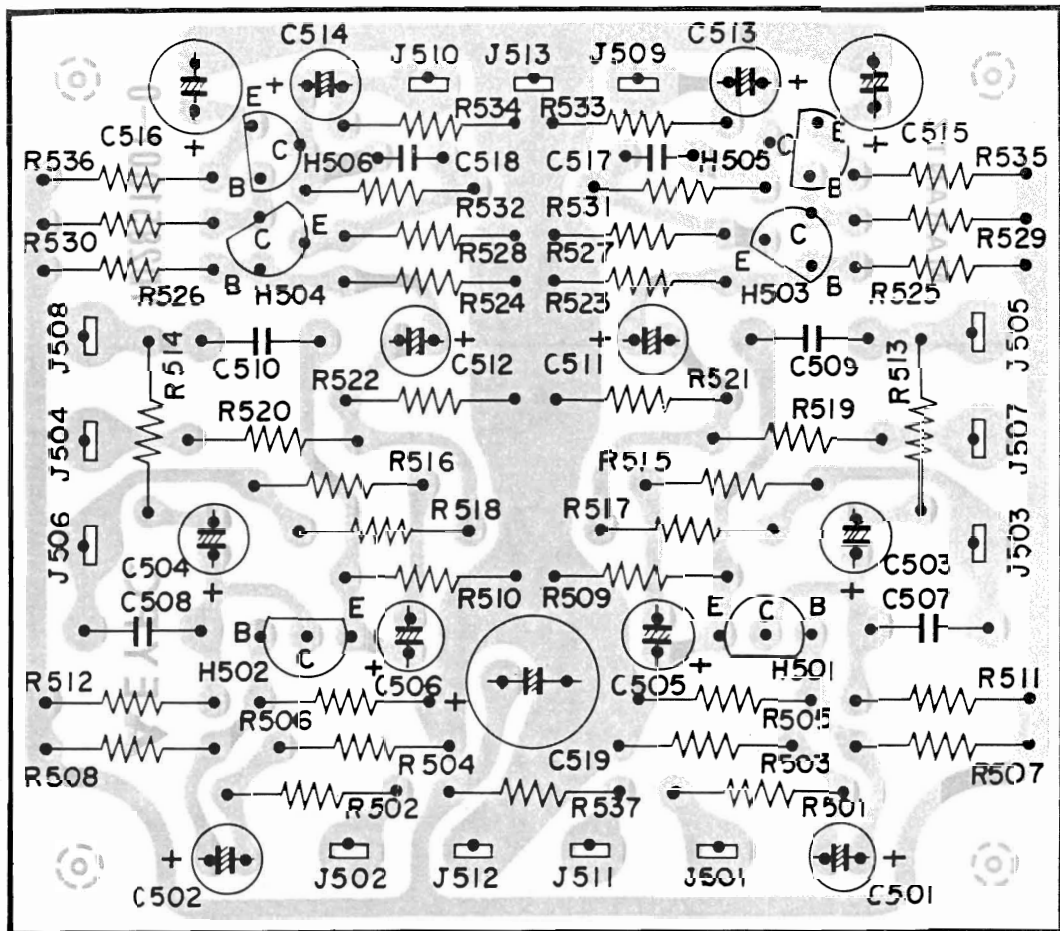 C514 J510 J513 J509 C513
+ +
E R534 R533 E
C516 + C H506 C518 C517 H505 C + C515
R536 R535
B B
R532 R531
R530 C E R528 R527 C R529
R526 B H504 R524 R523 E H503 B R525
J508 R514 C510 + C512 + C511 C509 R513 J505
R522 R521
J504 R520 R519 J507
R516 R515
J506 R518 R517 J503
C504 + R510 R509 + C503
C508 C507
B C E E C B
R512 H502 + C506 + C505 + H501 R511
R506 R505
R508 R504 C519 R503 R507
R502 R537 R501
+ +
C502 J502 J512 J511 J501 C501